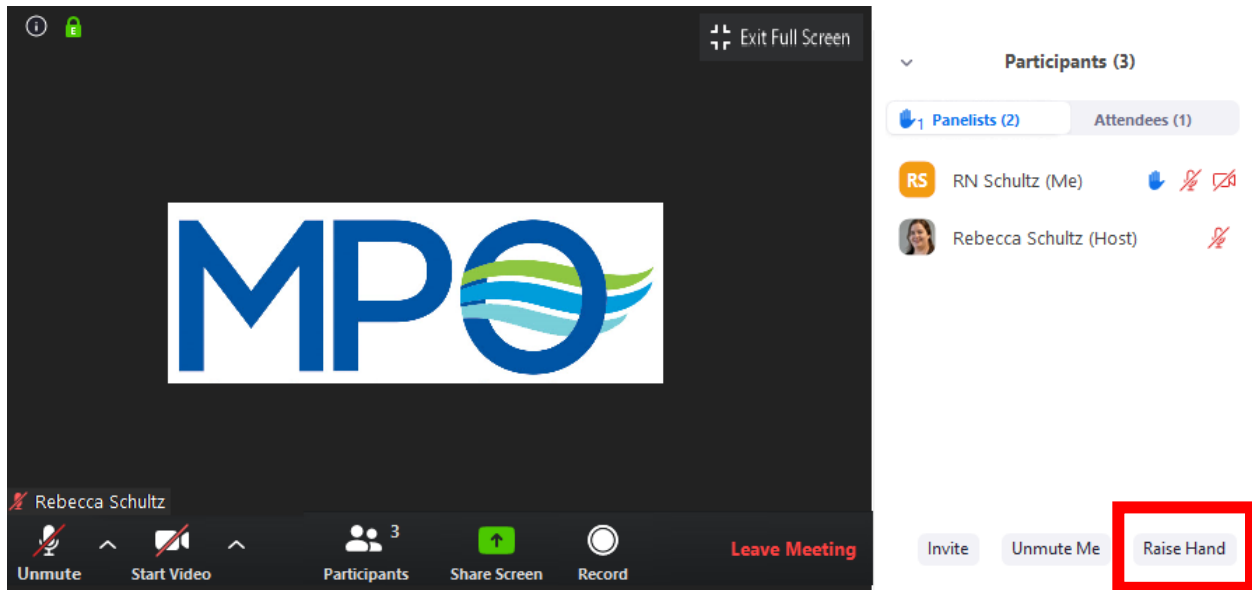 E
Exit Full Screen
MPO
Rebecca Schultz
Unmute
Start Video
3
Participants
Share Screen
Record
Leave Meeting
Participants (3)
1 Panelists (2)
Attendees (1)
RS RN Schultz (Me)
Rebecca Schultz (Host)
Invite
Unmute Me
Raise Hand